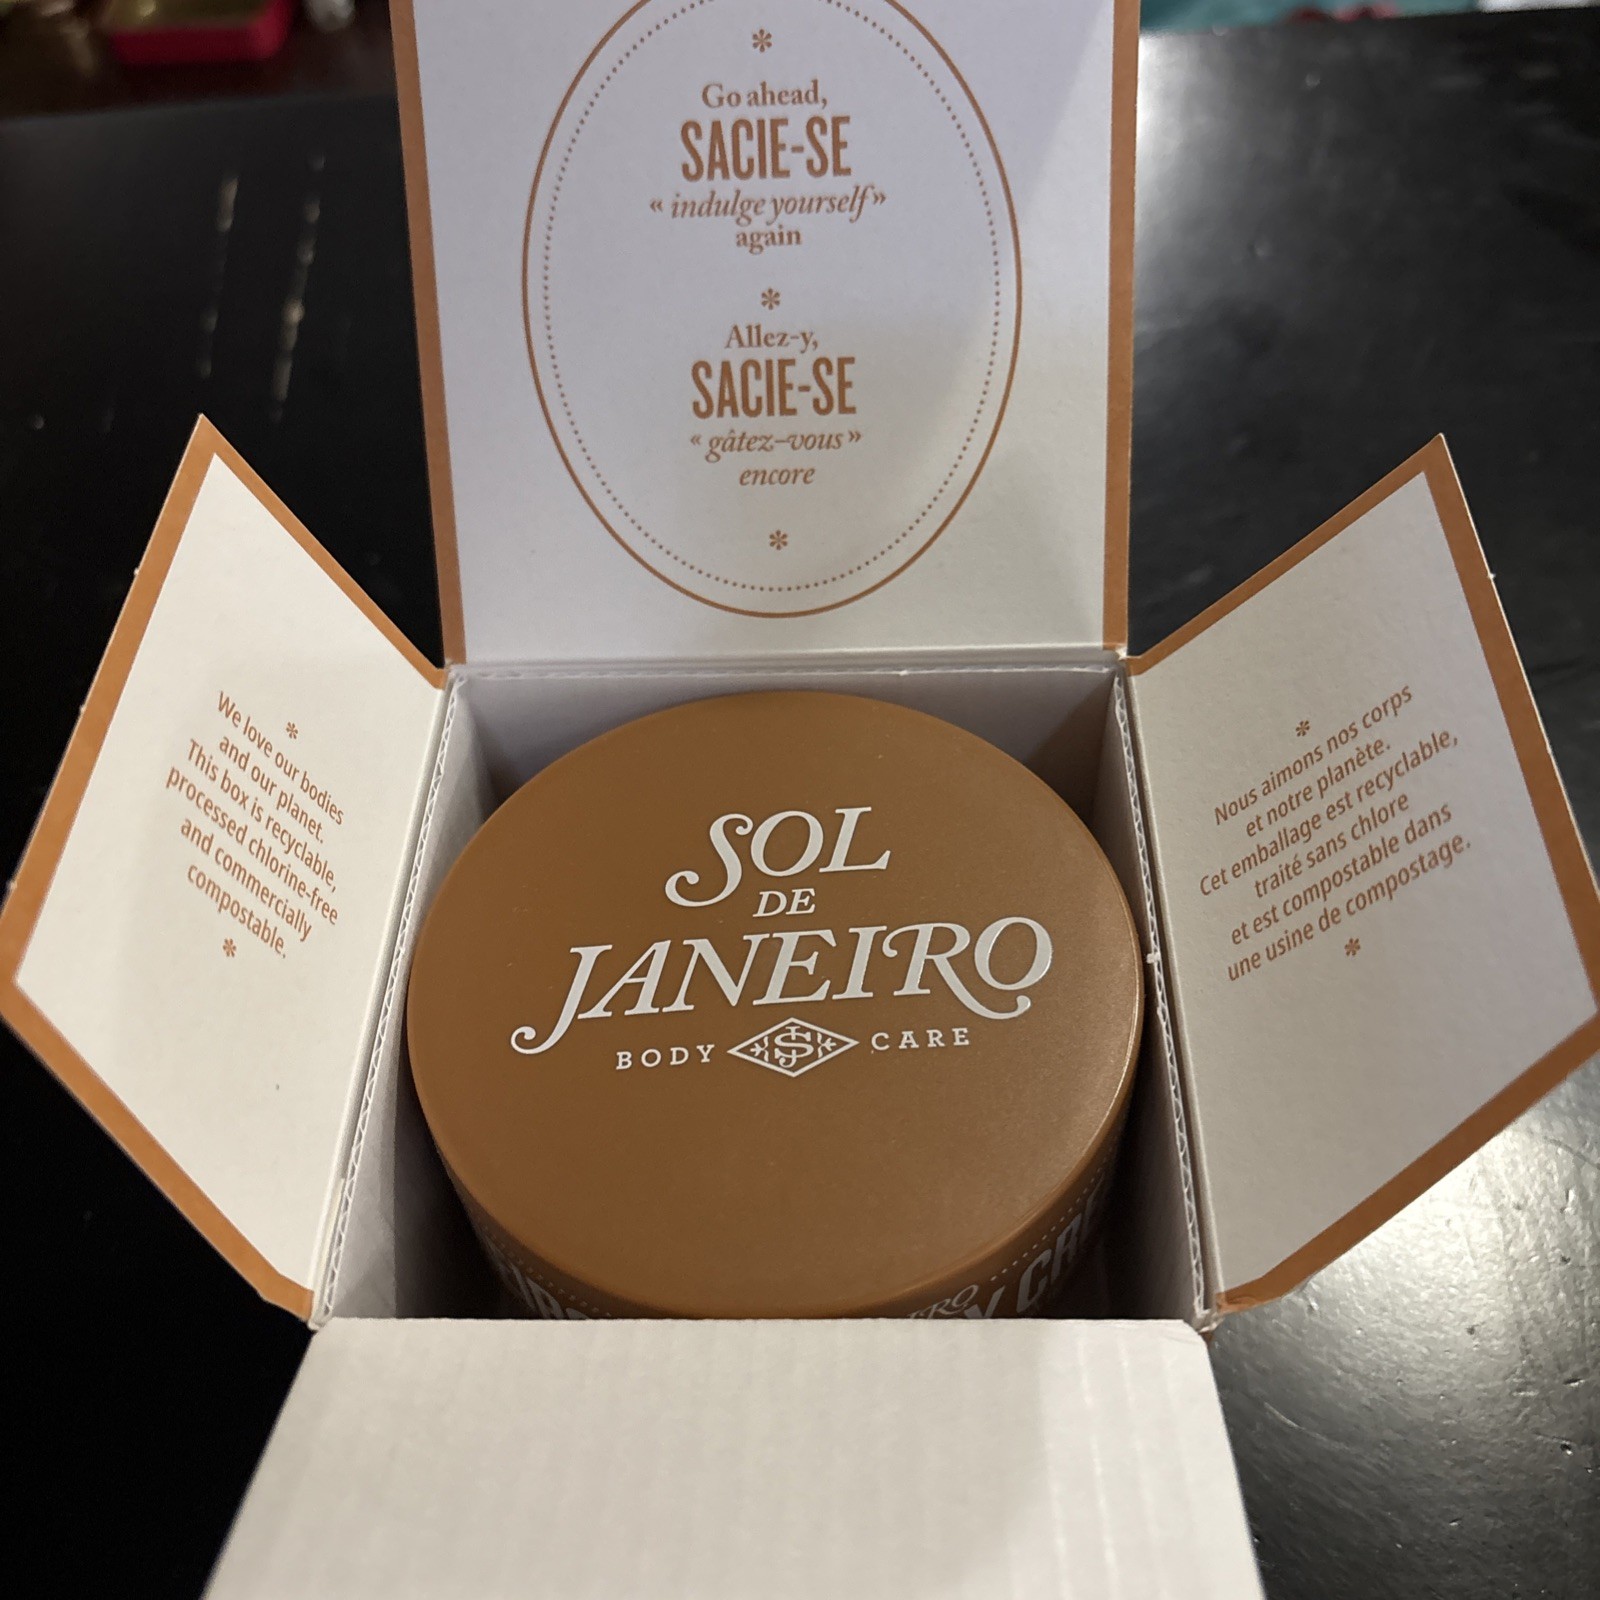 *
Go ahead,
SACIE-SE
« indulge yourself »
again
*
Allez-y,
SACIE-SE
« gâtez-vous »
encore
*
*
We love our bodies
and our planet.
This box is recyclable,
processed chlorine-free
and commercially
compostable.
*
*
Nous aimons nos corps
et notre planète.
Cet emballage est recyclable,
traité sans chlore
et est compostable dans
une usine de compostage.
*
SOL
DE
JANEIRO
BODY SJ CARE